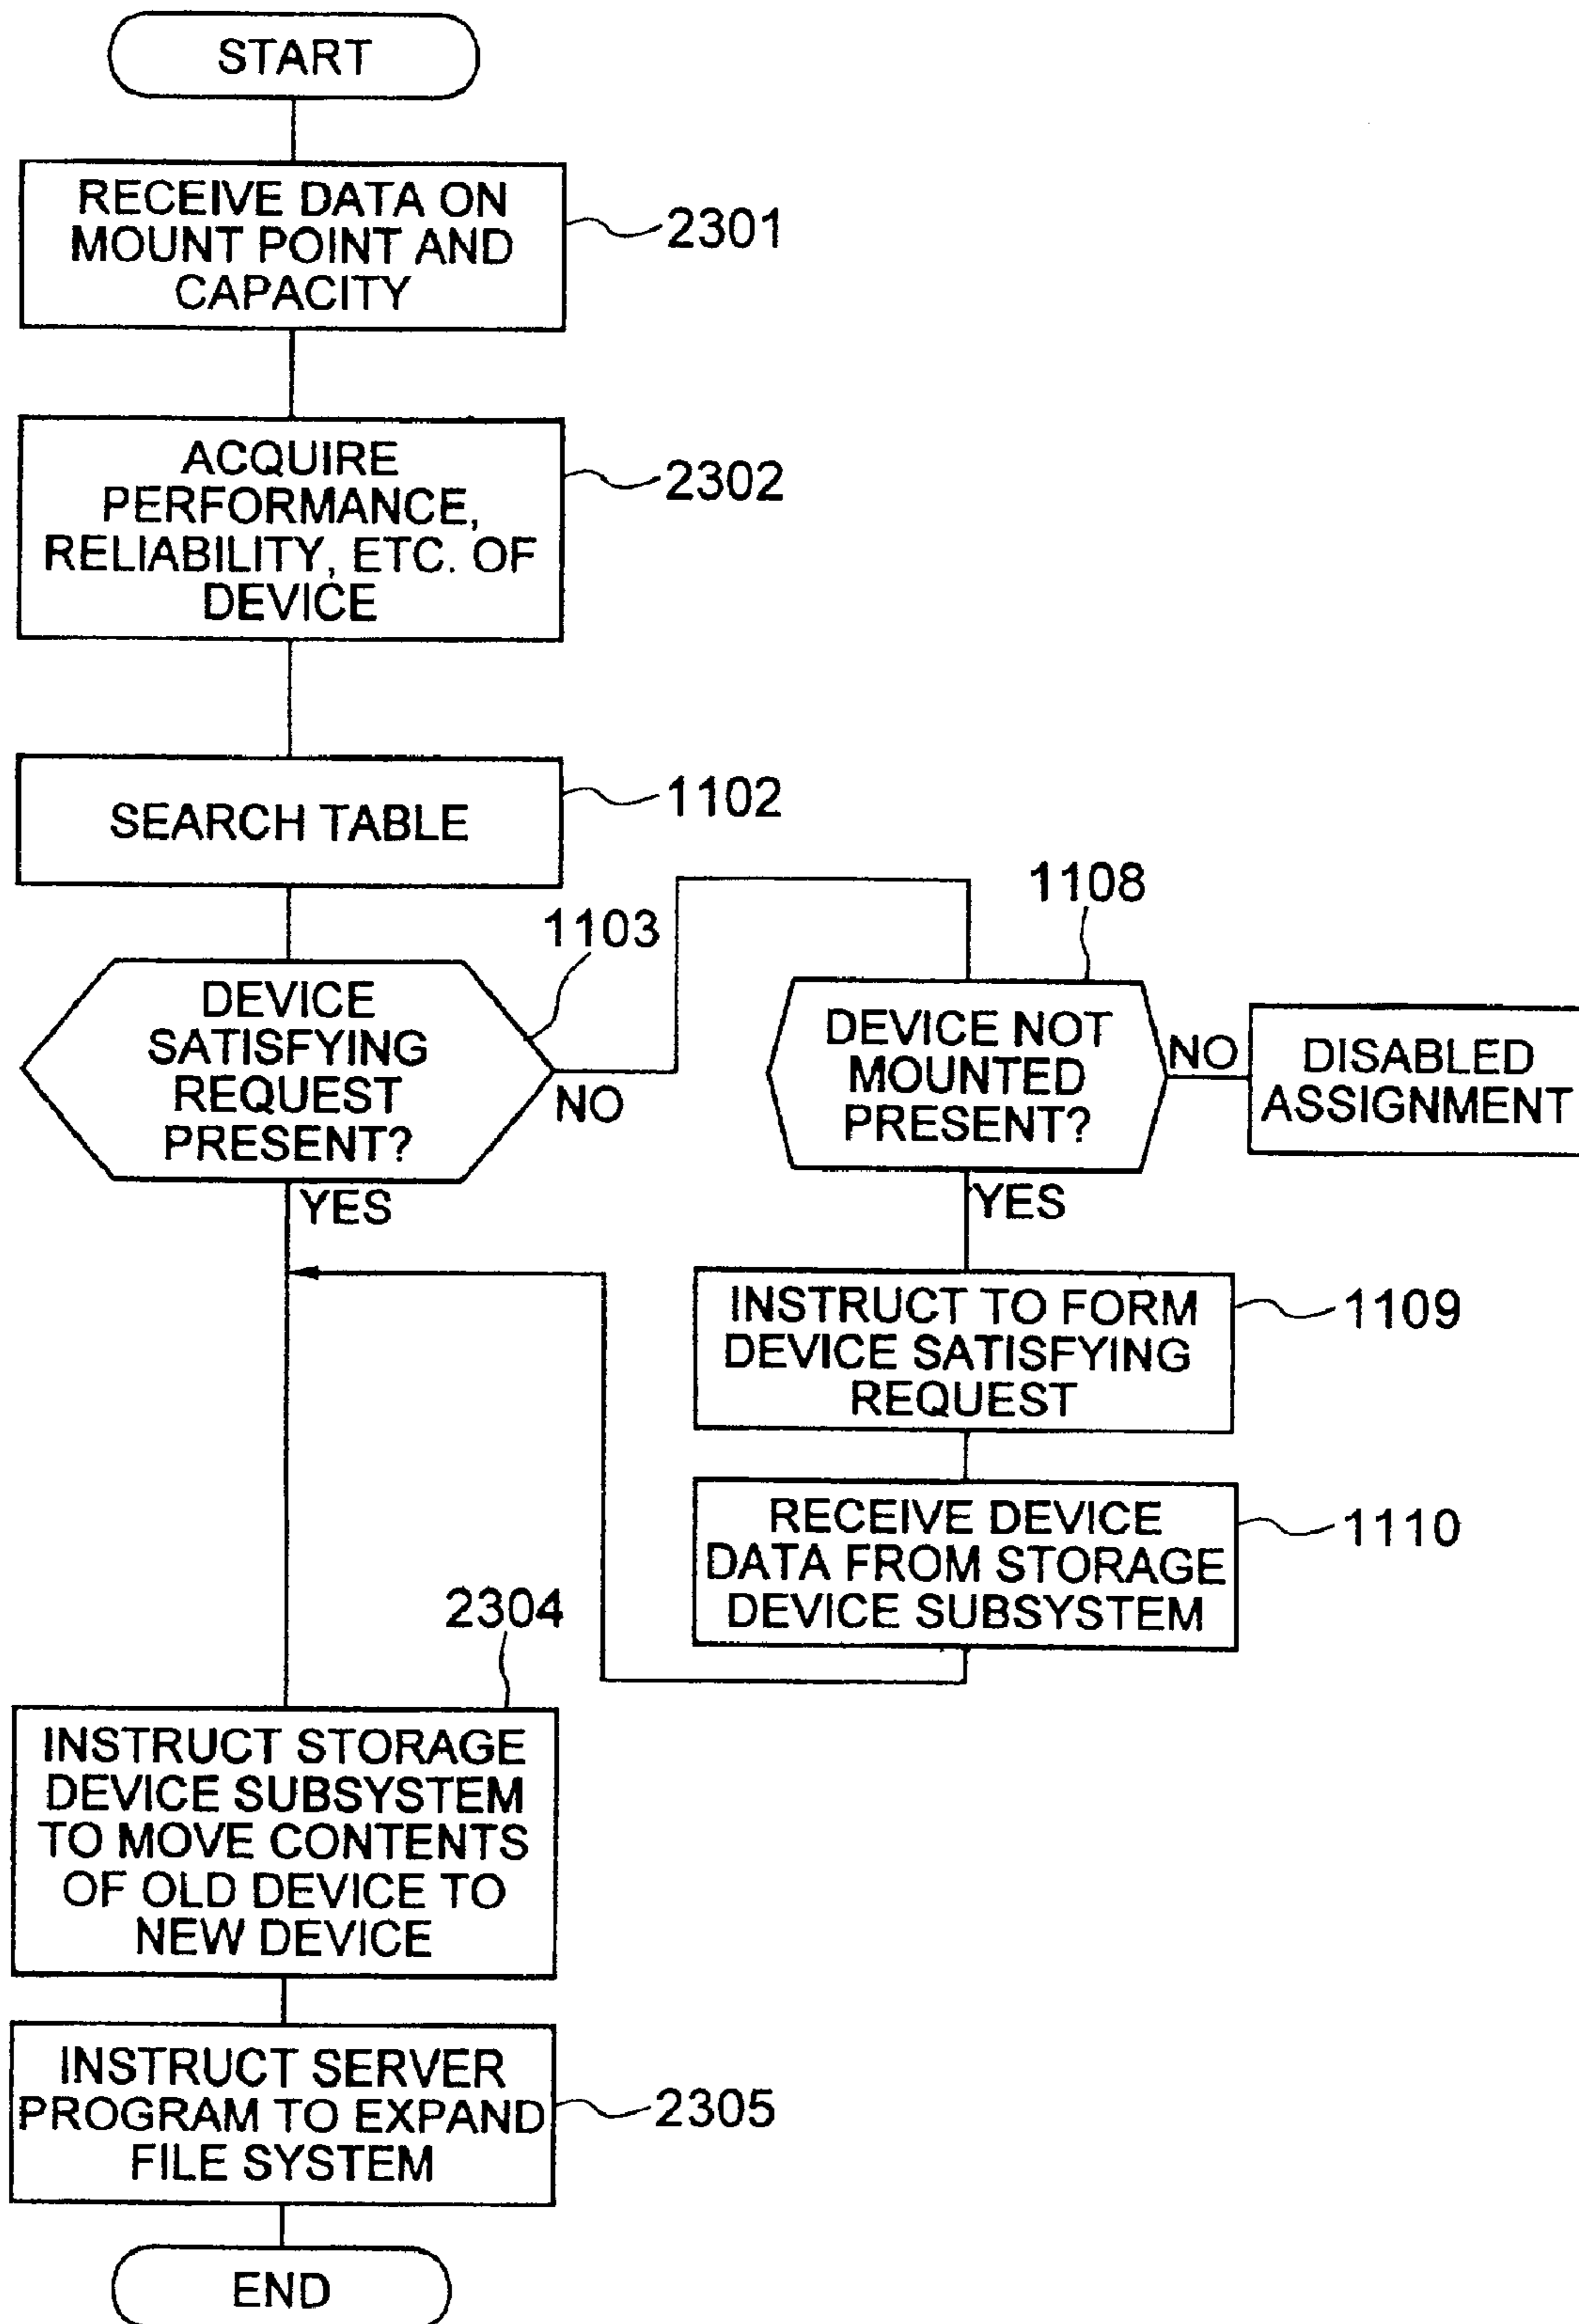 START
RECEIVE DATA ON
MOUNT POINT AND
CAPACITY
2301
ACQUIRE
PERFORMANCE,
RELIABILITY, ETC. OF
DEVICE
2302
SEARCH TABLE
1102
1103
DEVICE
SATISFYING
REQUEST
PRESENT?
NO
YES
1108
DEVICE NOT
MOUNTED
PRESENT?
NO
DISABLED
ASSIGNMENT
YES
INSTRUCT TO FORM
DEVICE SATISFYING
REQUEST
1109
RECEIVE DEVICE
DATA FROM STORAGE
DEVICE SUBSYSTEM
1110
2304
INSTRUCT STORAGE
DEVICE SUBSYSTEM
TO MOVE CONTENTS
OF OLD DEVICE TO
NEW DEVICE
INSTRUCT SERVER
PROGRAM TO EXPAND
FILE SYSTEM
2305
END